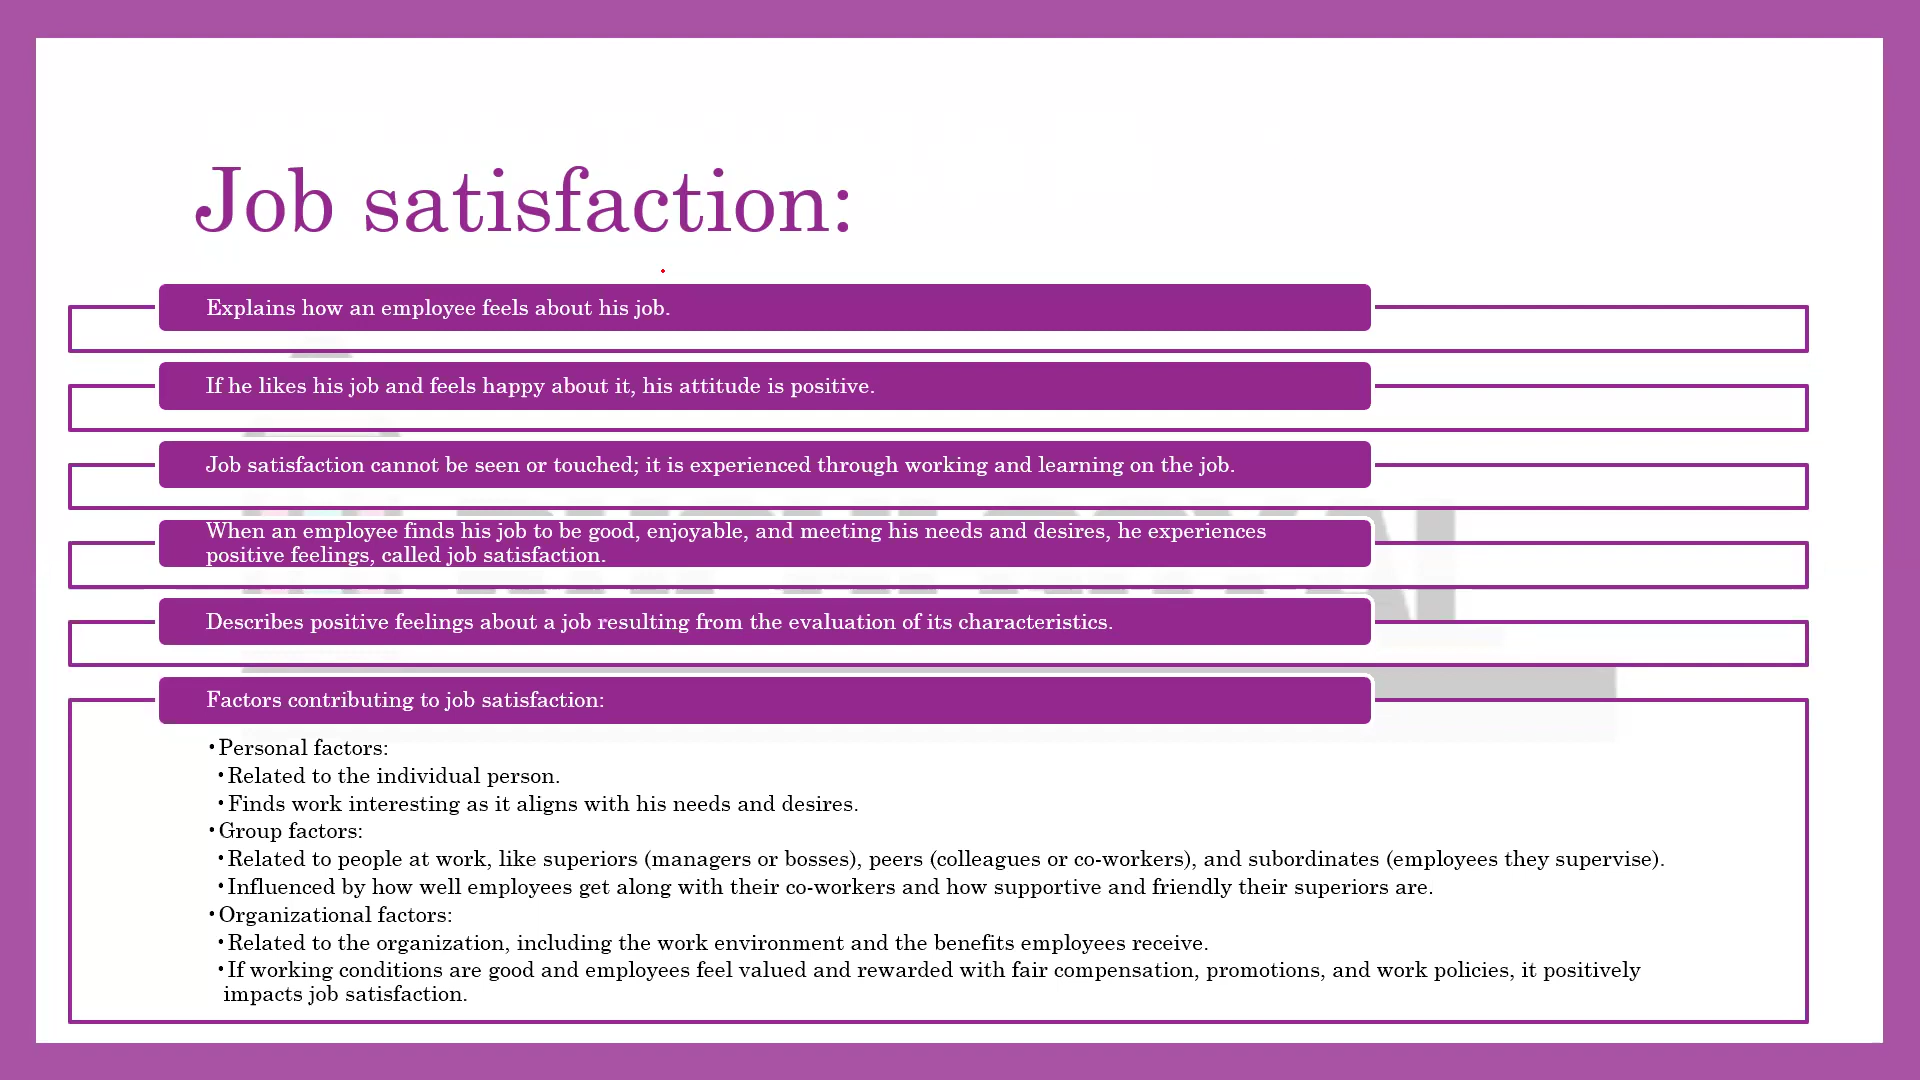 Job satisfaction:
Explains how an employee feels about his job.
If he likes his job and feels happy about it, his attitude is positive.
Job satisfaction cannot be seen or touched; it is experienced through working and learning on the job.
When an employee finds his job to be good, enjoyable, and meeting his needs and desires, he experiences
positive feelings, called job satisfaction.
Describes positive feelings about a job resulting from the evaluation of its characteristics.
Factors contributing to job satisfaction:
•Personal factors:
•Related to the individual person.
•Finds work interesting as it aligns with his needs and desires.
•Group factors:
•Related to people at work, like superiors (managers or bosses), peers (colleagues or co-workers), and subordinates (employees they supervise).
•Influenced by how well employees get along with their co-workers and how supportive and friendly their superiors are.
•Organizational factors:
•Related to the organization, including the work environment and the benefits employees receive.
•If working conditions are good and employees feel valued and rewarded with fair compensation, promotions, and work policies, it positively
impacts job satisfaction.